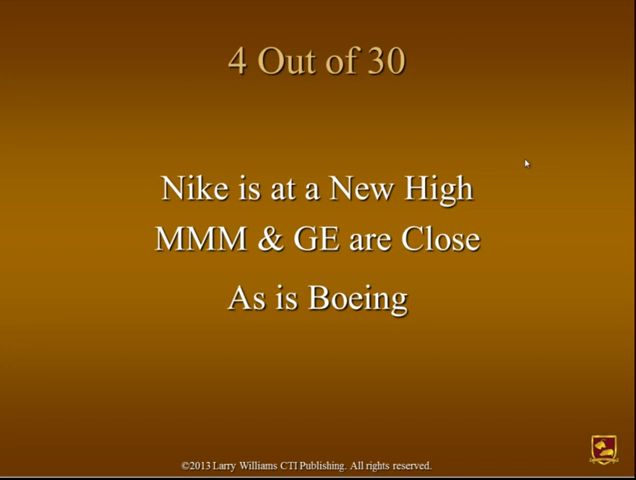 4 Out of 30
Nike is at a New High
MMM & GE are Close
As is Boeing
©2013 Larry Williams CTI Publishing. All rights reserved.